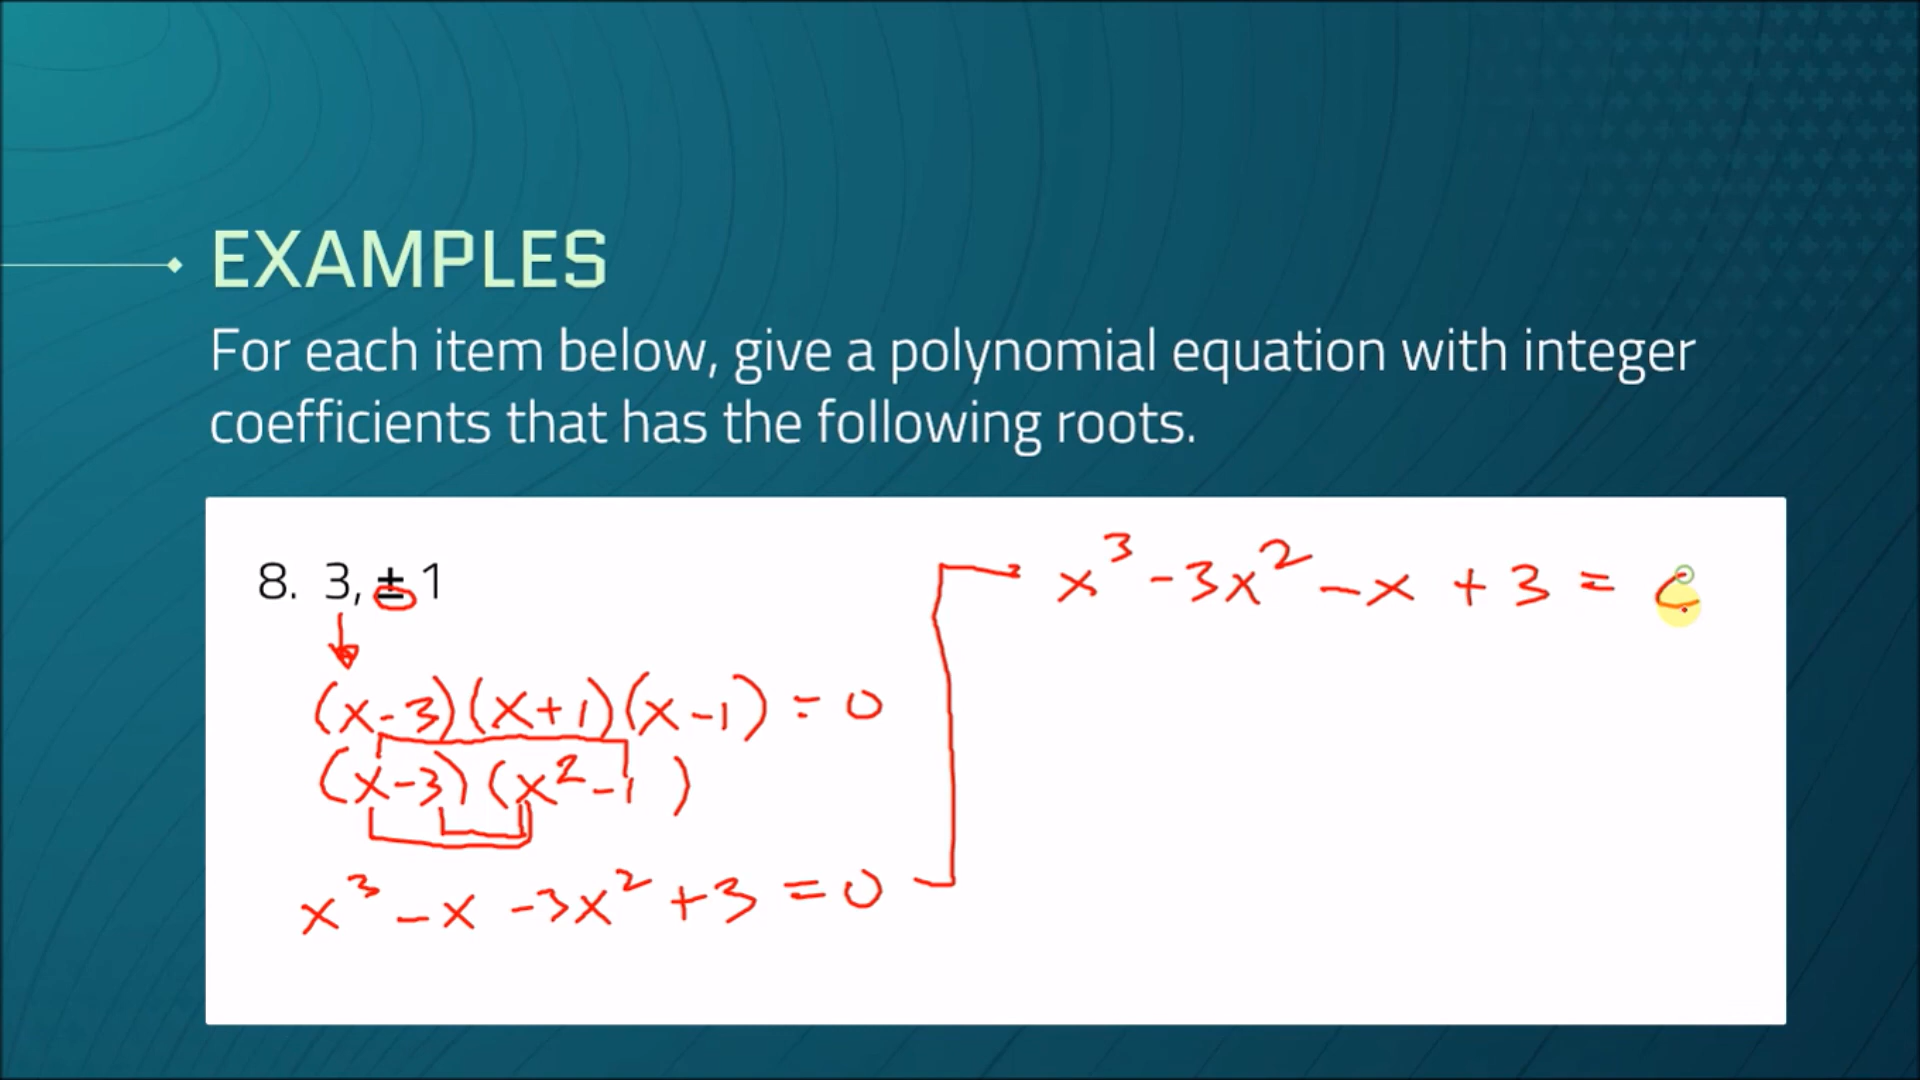 EXAMPLES
For each item below, give a polynomial equation with integer
coefficients that has the following roots.
8. 3, ± 1
(x-3)(x+1)(x-1) = 0
(x-3) (x²-1)
x³ - x - 3x² + 3 = 0
x³ - 3x² - x + 3 =